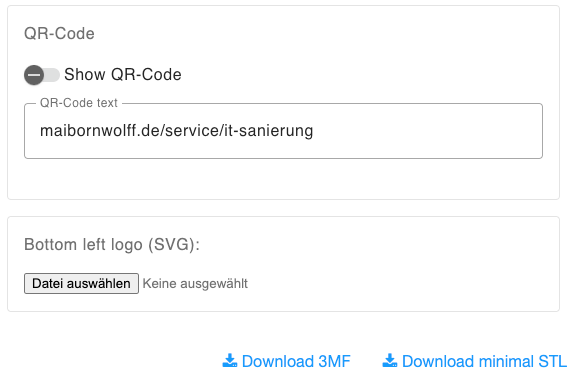 QR-Code
Show QR-Code
QR-Code text
maibornwolff.de/service/it-sanierung
Bottom left logo (SVG):
Datei auswählen Keine ausgewählt
Download 3MF Download minimal STL